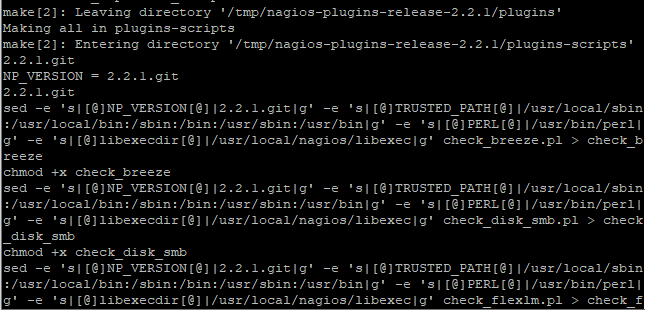 make[2]: Leaving directory '/tmp/nagios-plugins-release-2.2.1/plugins'
Making all in plugins-scripts
make[2]: Entering directory '/tmp/nagios-plugins-release-2.2.1/plugins-scripts'
2.2.1.git
NP_VERSION = 2.2.1.git
2.2.1.git
sed -e 's|[@]NP_VERSION[@]|2.2.1.git|g' -e 's|[@]TRUSTED_PATH[@]|/usr/local/sbin
:/usr/local/bin:/sbin:/bin:/usr/sbin:/usr/bin|g' -e 's|[@]PERL[@]|/usr/bin/perl|
g' -e 's|[@]libexecdir[@]|/usr/local/nagios/libexec|g' check_breeze.pl > check_b
reeze
chmod +x check_breeze
sed -e 's|[@]NP_VERSION[@]|2.2.1.git|g' -e 's|[@]TRUSTED_PATH[@]|/usr/local/sbin
:/usr/local/bin:/sbin:/bin:/usr/sbin:/usr/bin|g' -e 's|[@]PERL[@]|/usr/bin/perl|
g' -e 's|[@]libexecdir[@]|/usr/local/nagios/libexec|g' check_disk_smb.pl > check
_disk_smb
chmod +x check_disk_smb
sed -e 's|[@]NP_VERSION[@]|2.2.1.git|g' -e 's|[@]TRUSTED_PATH[@]|/usr/local/sbin
:/usr/local/bin:/sbin:/bin:/usr/sbin:/usr/bin|g' -e 's|[@]PERL[@]|/usr/bin/perl|
g' -e 's|[@]libexecdir[@]|/usr/local/nagios/libexec|g' check_flexlm.pl > check_f